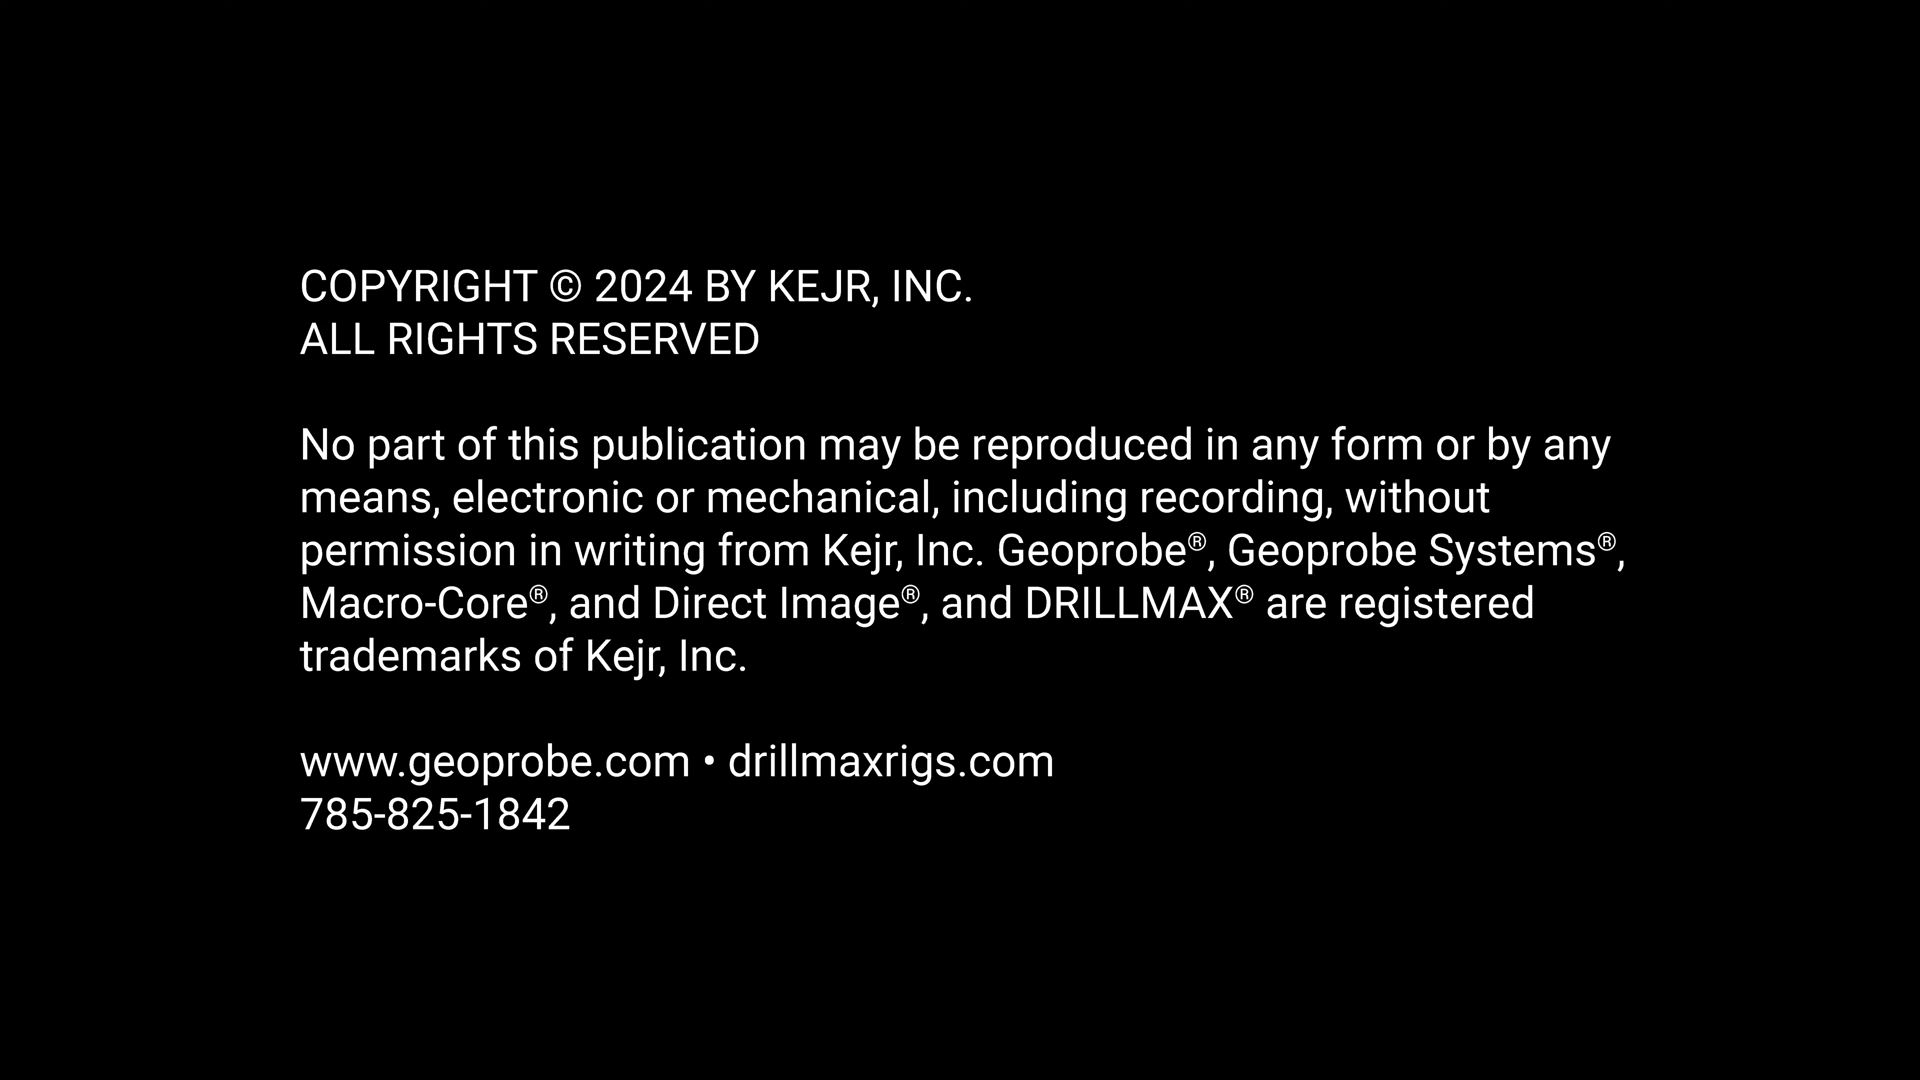 COPYRIGHT © 2024 BY KEJR, INC.
ALL RIGHTS RESERVED
No part of this publication may be reproduced in any form or by any
means, electronic or mechanical, including recording, without
permission in writing from Kejr, Inc. Geoprobe®, Geoprobe Systems®,
Macro-Core®, and Direct Image®, and DRILLMAX® are registered
trademarks of Kejr, Inc.
www.geoprobe.com • drillmaxrigs.com
785-825-1842